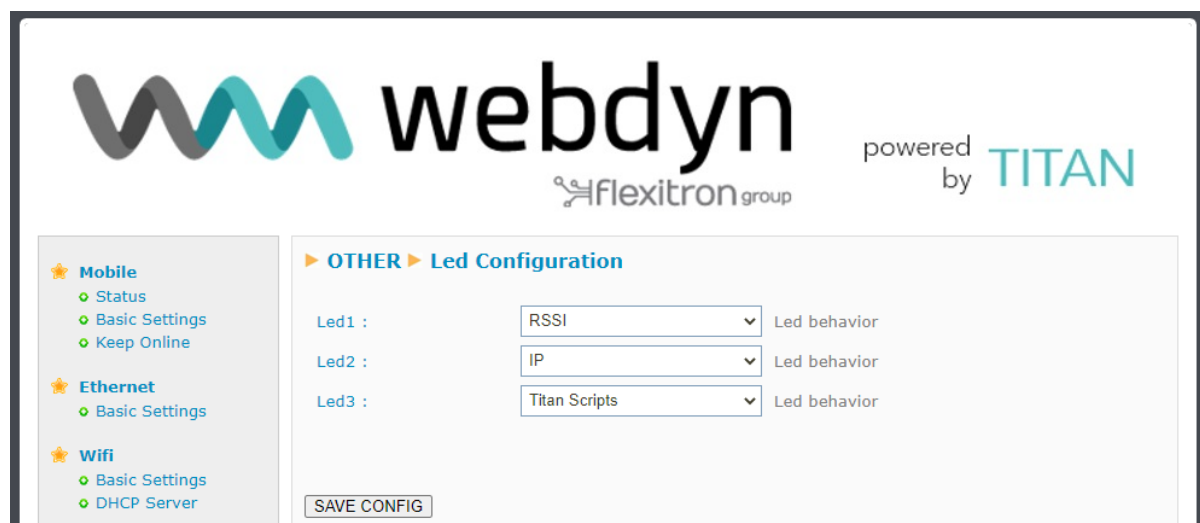 webdyn
flexitron group
powered
by TITAN
Mobile
Status
Basic Settings
Keep Online
Ethernet
Basic Settings
Wifi
Basic Settings
DHCP Server
OTHER Led Configuration
Led1 : RSSI Led behavior
Led2 : IP Led behavior
Led3 : Titan Scripts Led behavior
SAVE CONFIG